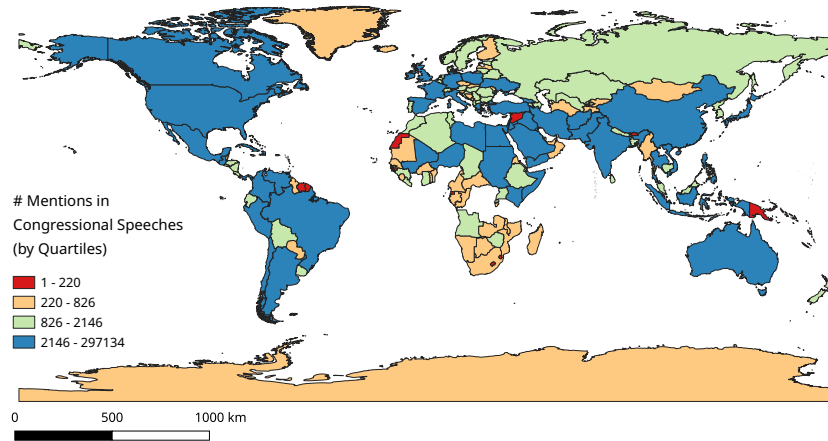 # Mentions in
Congressional Speeches
(by Quartiles)
1 - 220
220 - 826
826 - 2146
2146 - 297134
0 500 1000 km